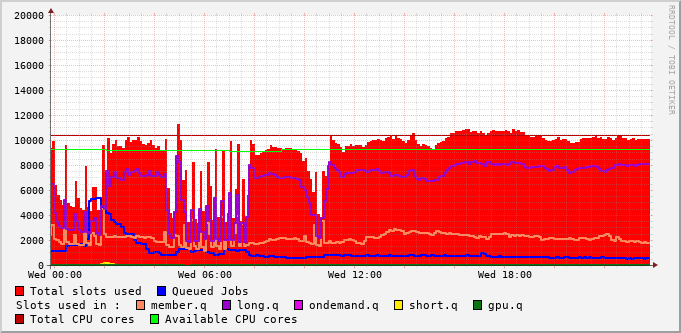 20000
18000
16000
14000
12000
10000
8000
6000
4000
2000
0
Wed 00:00 Wed 06:00 Wed 12:00 Wed 18:00
RRDTOOL / TOBI OETIKER
Total slots used Queued Jobs
Slots used in : member.q long.q ondemand.q short.q gpu.q
Total CPU cores Available CPU cores